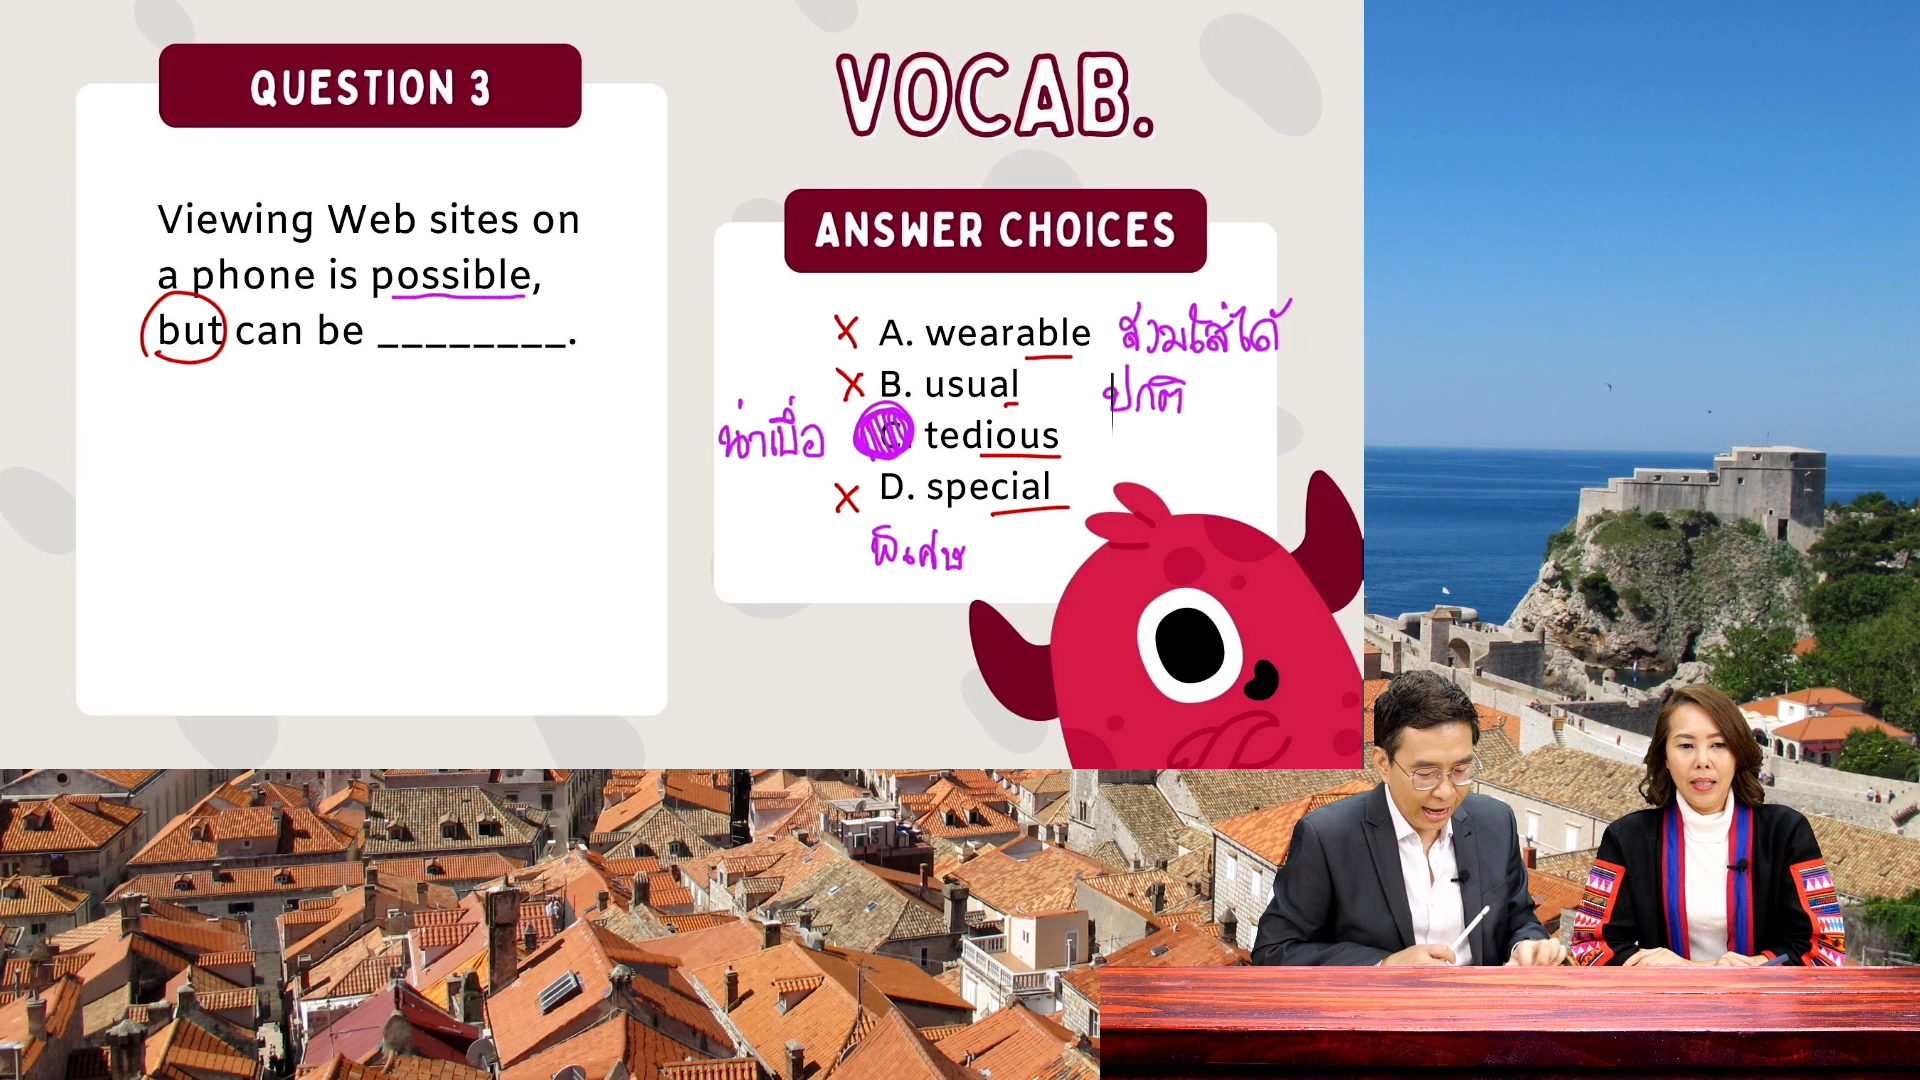 QUESTION 3
Viewing Web sites on
a phone is possible,
but can be ________.
VOCAB.
ANSWER CHOICES
X A. wearable สวมใส่ได้
X B. usual ปกติ
น่าเบื่อ C. tedious
X D. special
พิเศษ